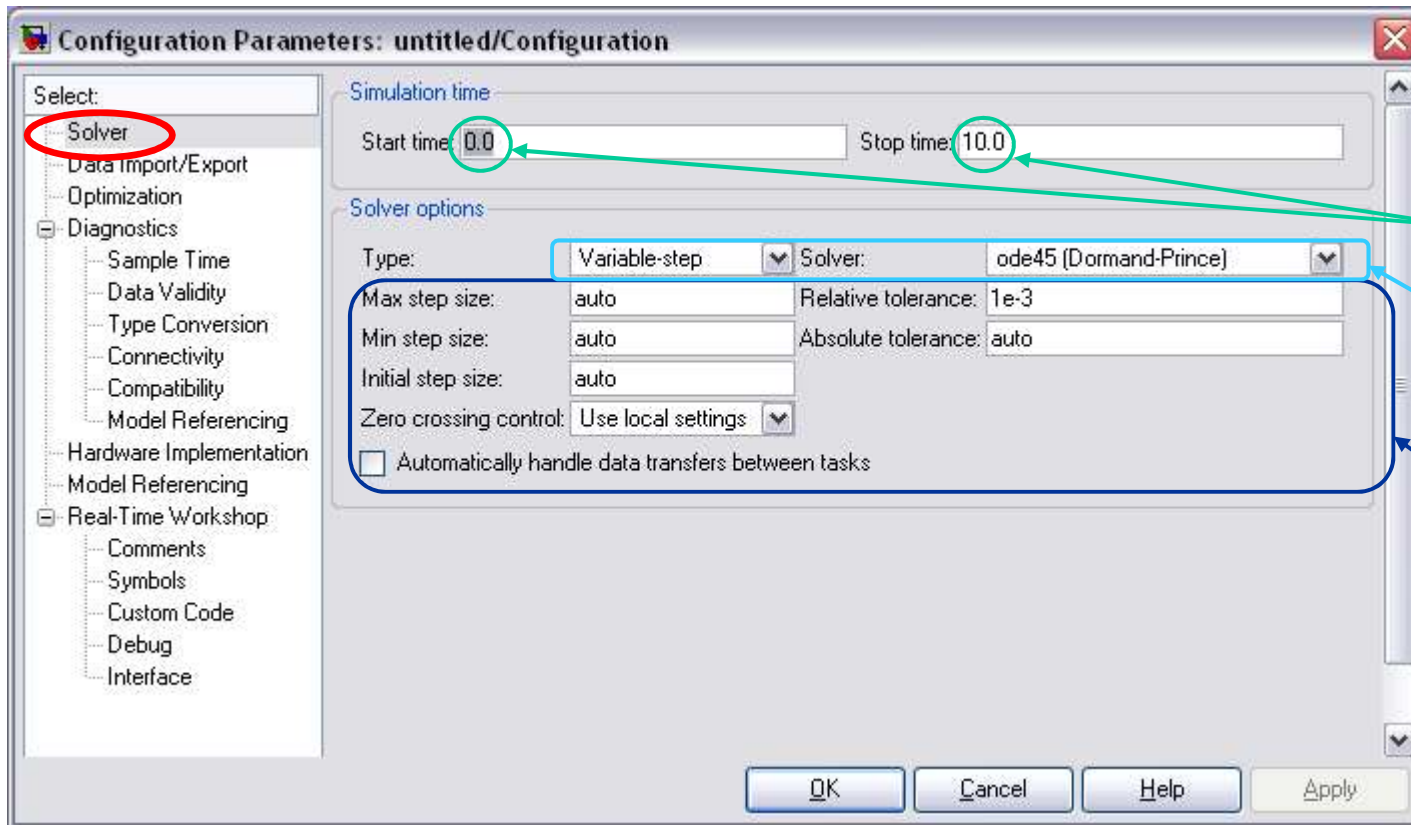 Configuration Parameters: untitled/Configuration
Select:
Solver
Data Import/Export
Optimization
Diagnostics
Sample Time
Data Validity
Type Conversion
Connectivity
Compatibility
Model Referencing
Hardware Implementation
Model Referencing
Real-Time Workshop
Comments
Symbols
Custom Code
Debug
Interface
Simulation time
Start time: 0.0 Stop time: 10.0
Solver options
Type: Variable-step Solver: ode45 (Dormand-Prince)
Max step size: auto Relative tolerance: 1e-3
Min step size: auto Absolute tolerance: auto
Initial step size: auto
Zero crossing control: Use local settings
Automatically handle data transfers between tasks
OK Cancel Help Apply